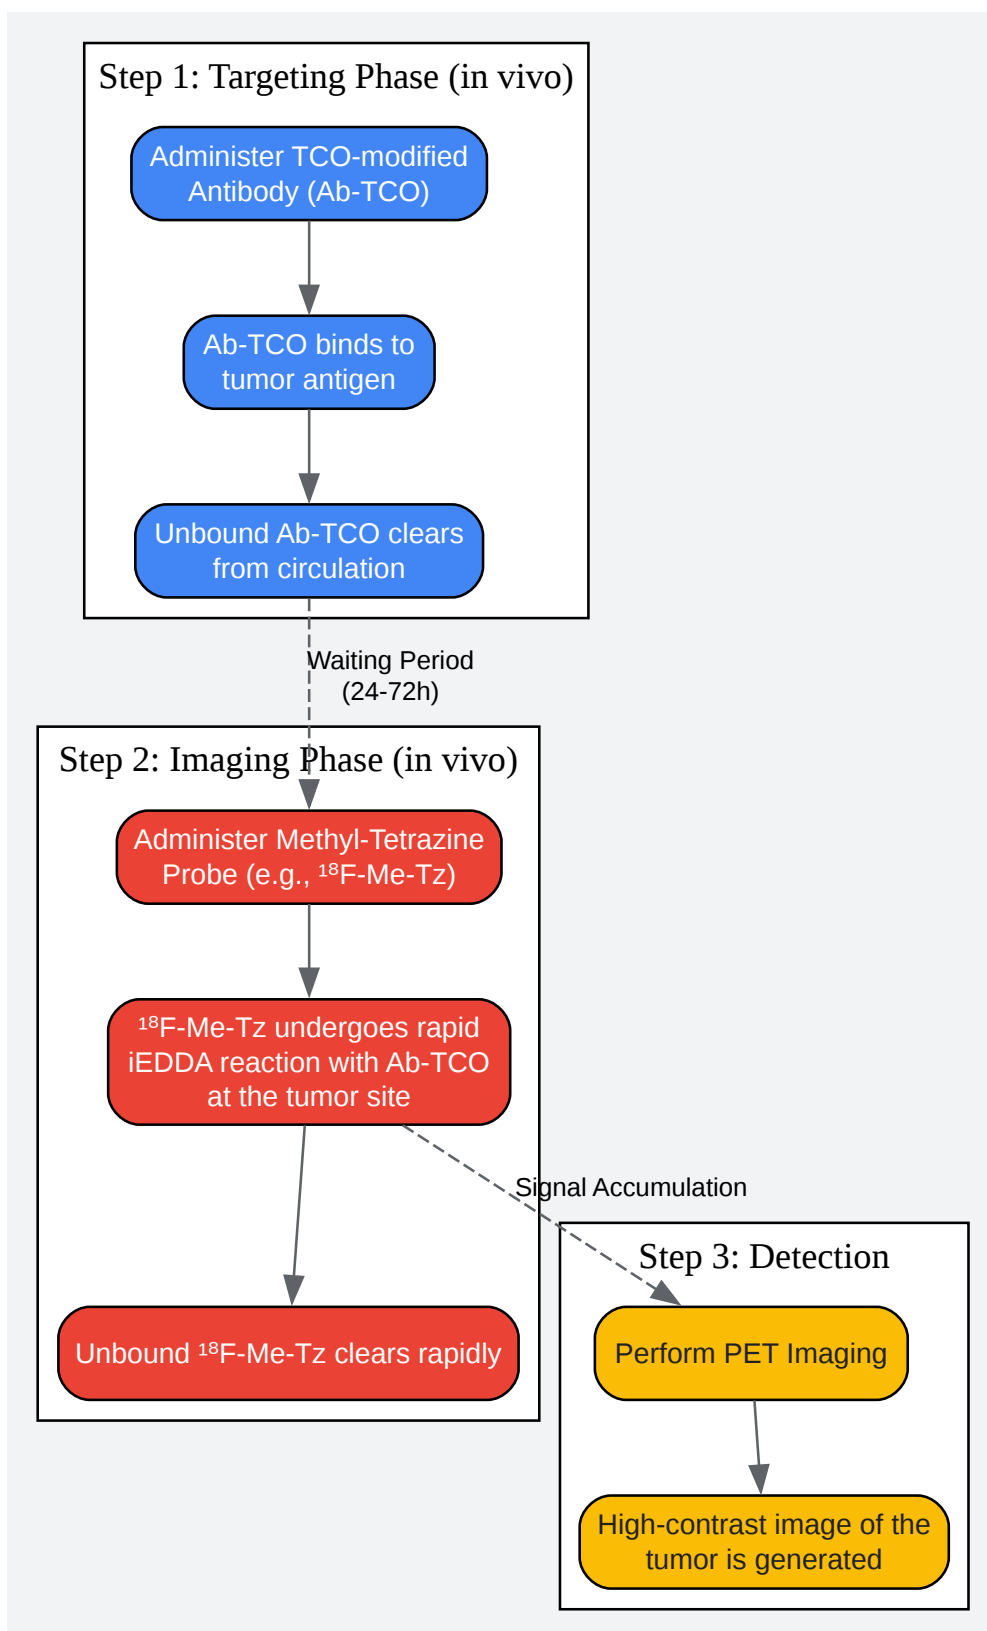 Step 1: Targeting Phase (in vivo)
Administer TCO-modified
Antibody (Ab-TCO)
Ab-TCO binds to
tumor antigen
Unbound Ab-TCO clears
from circulation
Waiting Period
(24-72h)
Step 2: Imaging Phase (in vivo)
Administer Methyl-Tetrazine
Probe (e.g., ¹⁸F-Me-Tz)
¹⁸F-Me-Tz undergoes rapid
iEDDA reaction with Ab-TCO
at the tumor site
Signal Accumulation
Unbound ¹⁸F-Me-Tz clears rapidly
Step 3: Detection
Perform PET Imaging
High-contrast image of the
tumor is generated